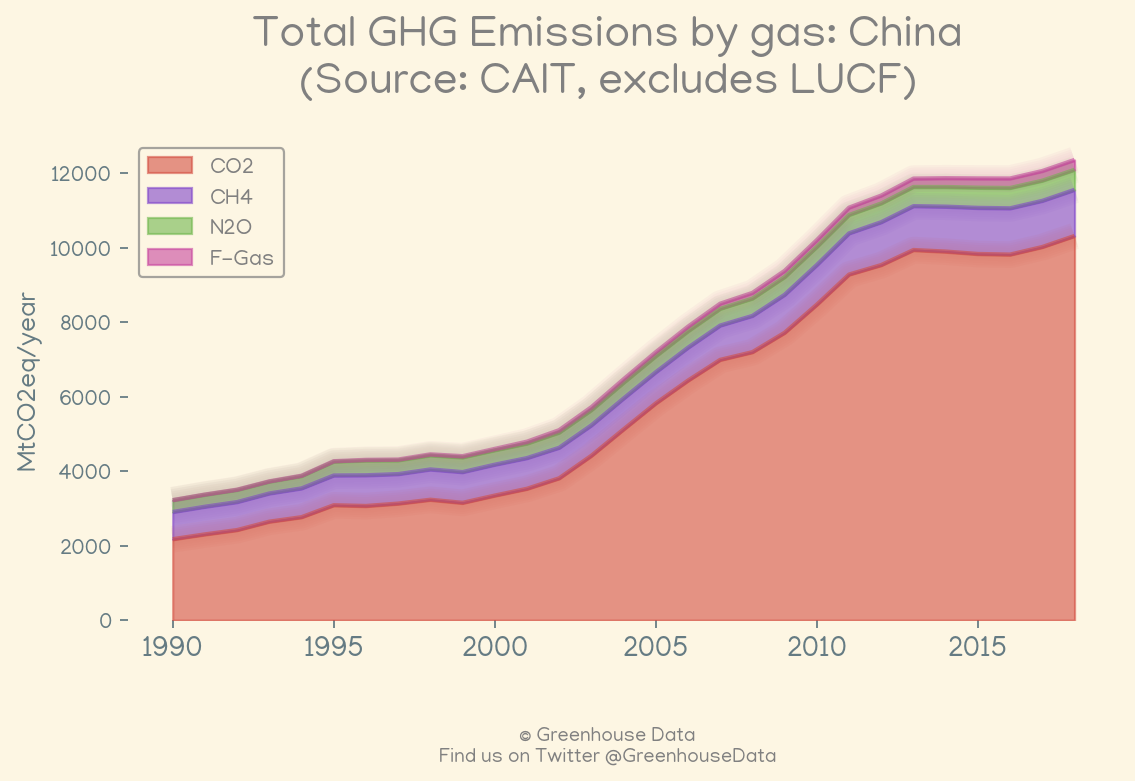 Total GHG Emissions by gas: China
(Source: CAIT, excludes LUCF)
CO2
CH4
N2O
F-Gas
MtCO2eq/year
12000
10000
8000
6000
4000
2000
0
1990 1995 2000 2005 2010 2015
© Greenhouse Data
Find us on Twitter @GreenhouseData